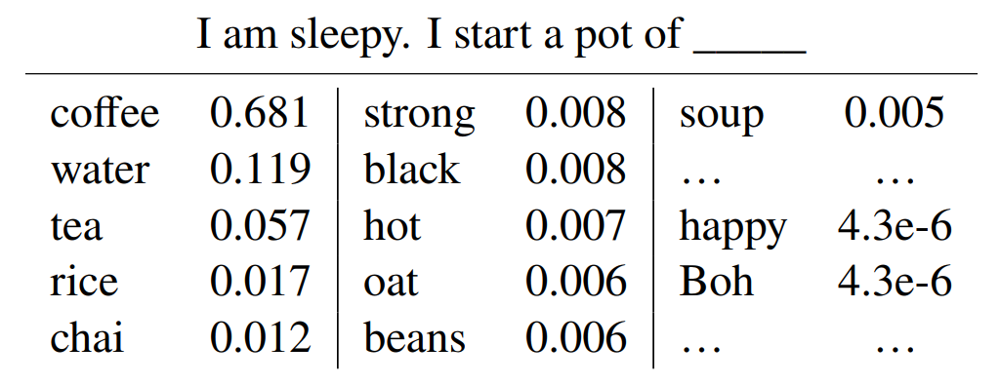 I am sleepy. I start a pot of _____
coffee 0.681 strong 0.008 soup 0.005
water 0.119 black 0.008 … …
tea 0.057 hot 0.007 happy 4.3e-6
rice 0.017 oat 0.006 Boh 4.3e-6
chai 0.012 beans 0.006 … …